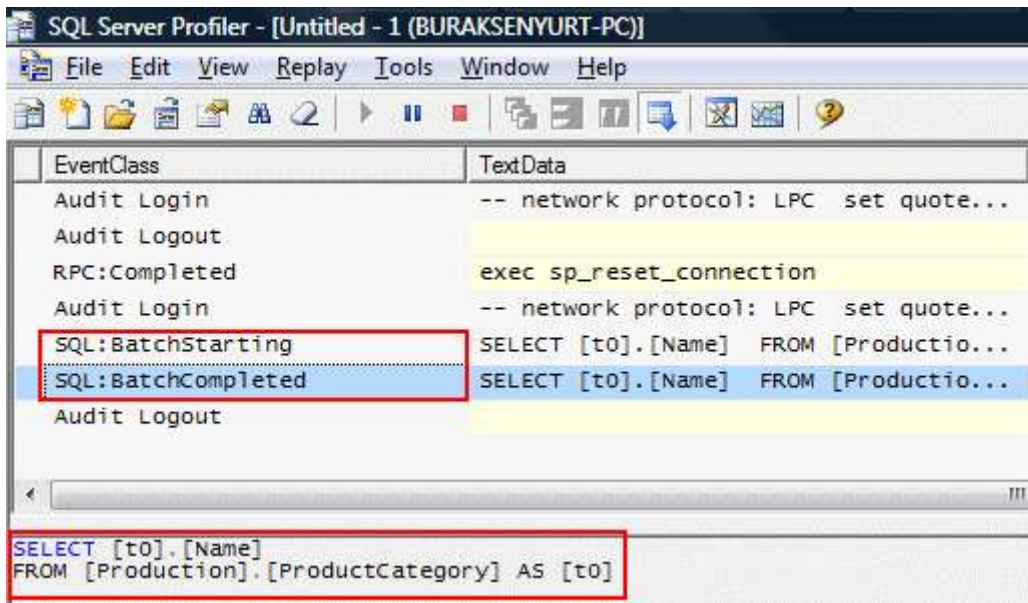 SQL Server Profiler - [Untitled - 1 (BURAKSENYURT-PC)]
File Edit View Replay Tools Window Help
EventClass TextData
Audit Login -- network protocol: LPC set quote...
Audit Logout
RPC:Completed exec sp_reset_connection
Audit Login -- network protocol: LPC set quote...
SQL:BatchStarting SELECT [t0].[Name] FROM [Productio...
SQL:BatchCompleted SELECT [t0].[Name] FROM [Productio...
Audit Logout
SELECT [t0].[Name]
FROM [Production].[ProductCategory] AS [t0]